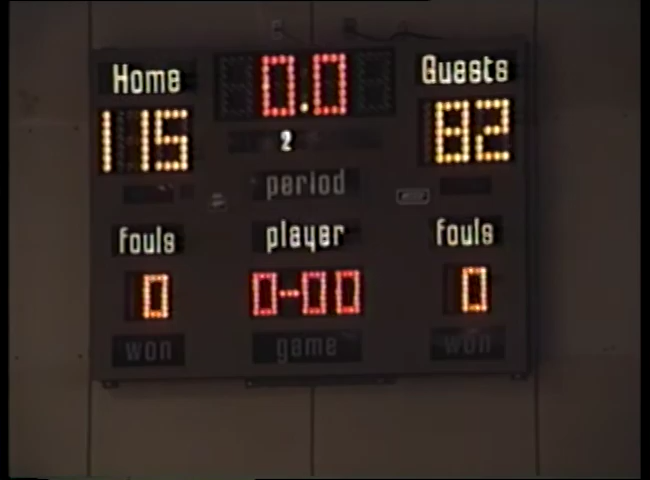 Home 0.0 Guests
115 82
2
period
fouls player fouls
0 0-00 0
won game won